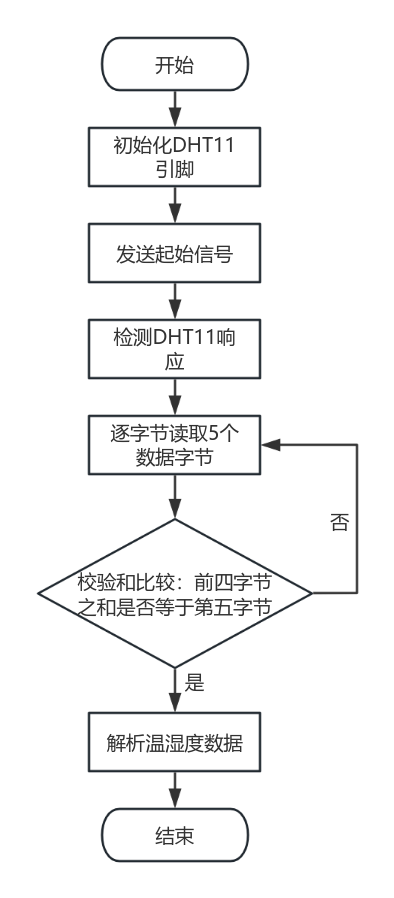 开始
初始化DHT11
引脚
发送起始信号
检测DHT11响
应
逐字节读取5个
数据字节
否
校验和比较：前四字节
之和是否等于第五字节
是
解析温湿度数据
结束